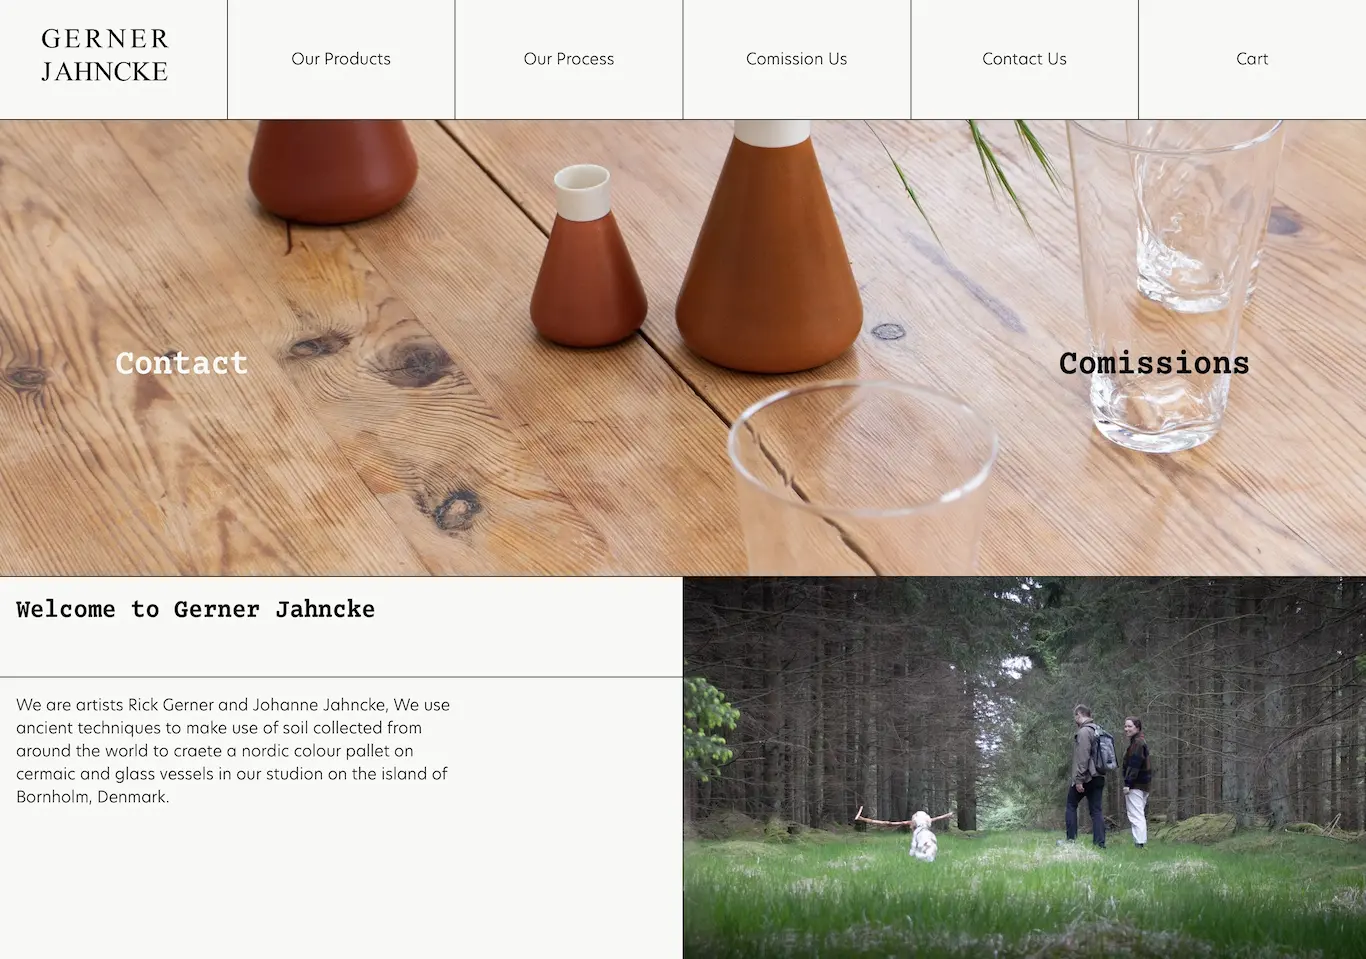 GERNER
JAHNCKE
Our Products
Our Process
Comission Us
Contact Us
Cart
Contact
Comissions
Welcome to Gerner Jahncke
We are artists Rick Gerner and Johanne Jahncke, We use
ancient techniques to make use of soil collected from
around the world to craete a nordic colour pallet on
cermaic and glass vessels in our studion on the island of
Bornholm, Denmark.